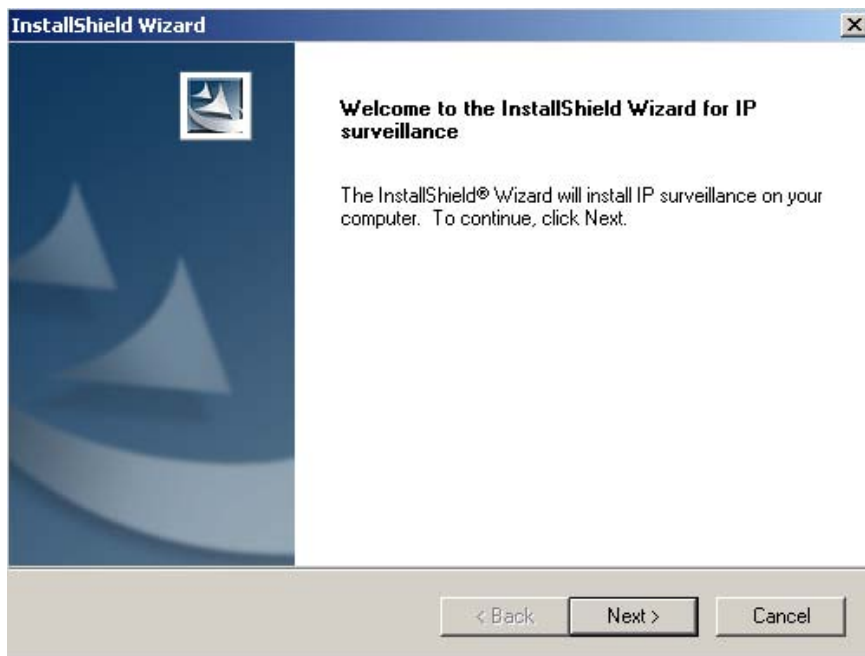 InstallShield Wizard
Welcome to the InstallShield Wizard for IP
surveillance
The InstallShield® Wizard will install IP surveillance on your
computer. To continue, click Next.
< Back
Next >
Cancel